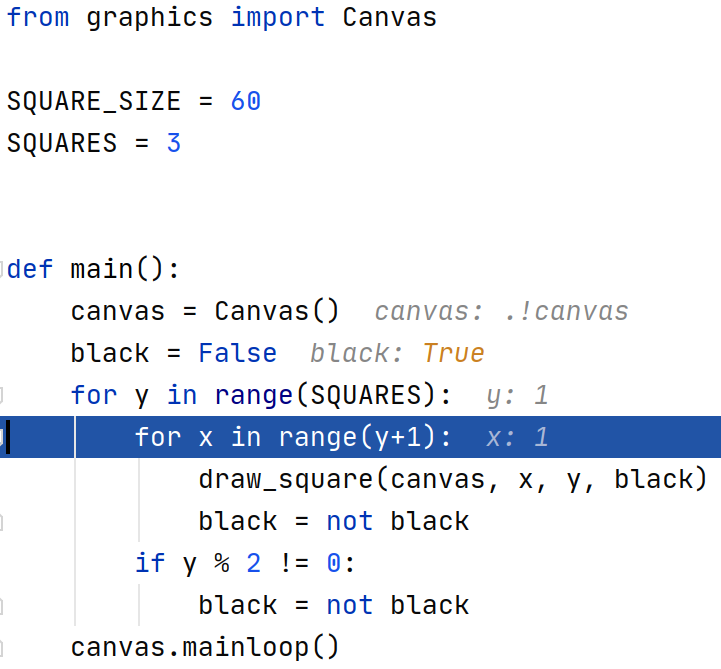 from graphics import Canvas
SQUARE_SIZE = 60
SQUARES = 3
def main():
    canvas = Canvas()  canvas: .!canvas
    black = False  black: True
    for y in range(SQUARES):  y: 1
        for x in range(y+1):  x: 1
            draw_square(canvas, x, y, black)
            black = not black
        if y % 2 != 0:
            black = not black
    canvas.mainloop()